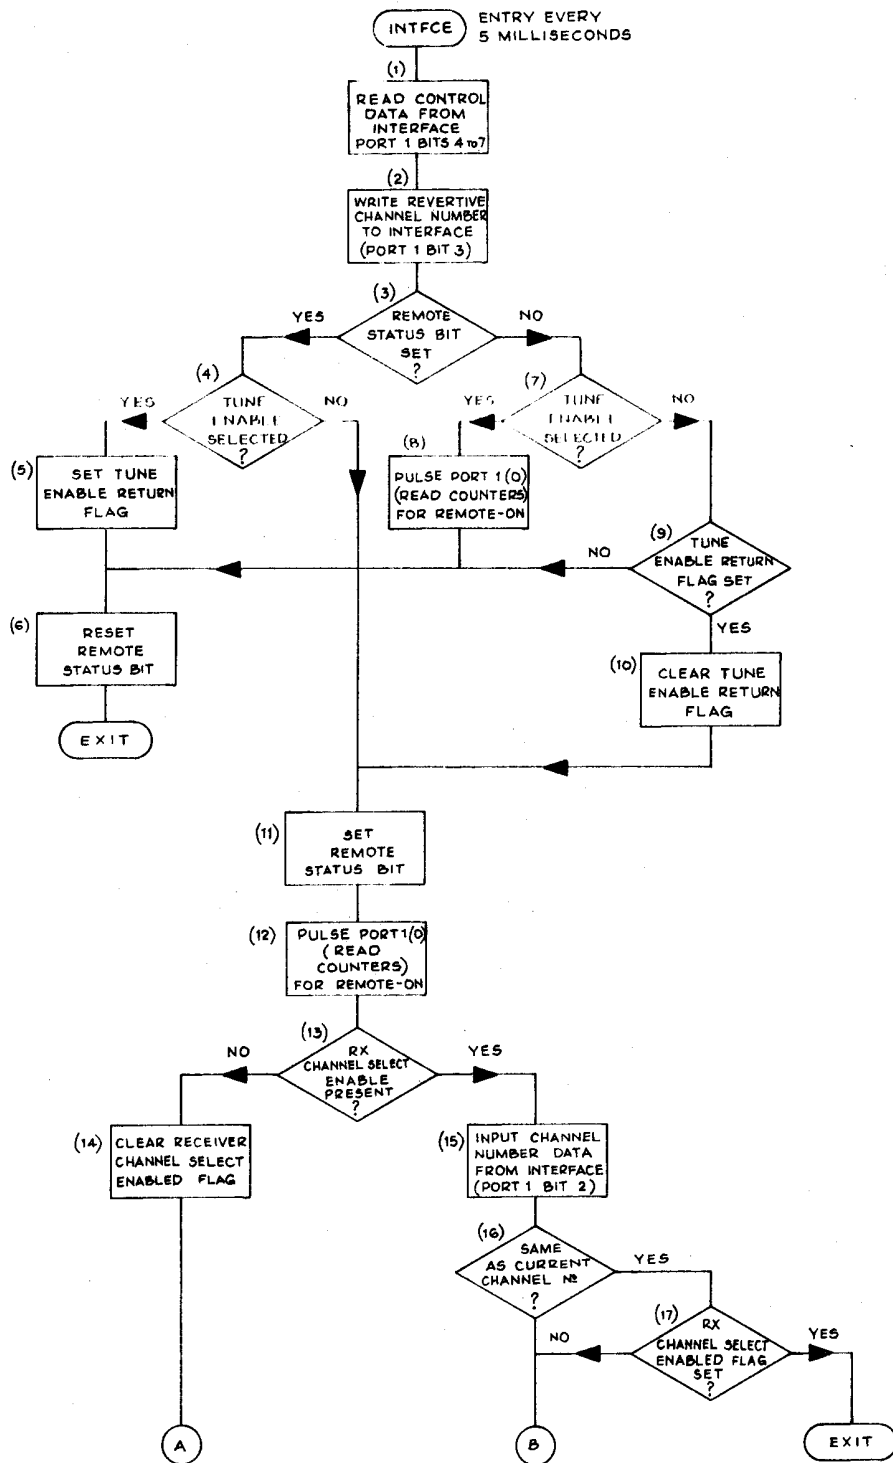 INTFCE
ENTRY EVERY
5 MILLISECONDS
(1)
READ CONTROL
DATA FROM
INTERFACE
PORT 1 BITS 4 TO 7
(2)
WRITE REVERTIVE
CHANNEL NUMBER
TO INTERFACE
(PORT 1 BIT 3)
(3)
YES
REMOTE
STATUS BIT
SET
?
NO
(4)
YES
TUNE
ENABLE
SELECTED
?
NO
(7)
YES
TUNE
ENABLE
SELECTED
?
NO
(5)
SET TUNE
ENABLE RETURN
FLAG
(8)
PULSE PORT 1(0)
(READ COUNTERS)
FOR REMOTE-ON
(9)
NO
TUNE
ENABLE RETURN
FLAG SET
?
YES
(6)
RESET
REMOTE
STATUS BIT
EXIT
(10)
CLEAR TUNE
ENABLE RETURN
FLAG
(11)
SET
REMOTE
STATUS BIT
(12)
PULSE PORT 1(0)
(READ
COUNTERS)
FOR REMOTE-ON
(13)
NO
RX
CHANNEL SELECT
ENABLE
PRESENT
?
YES
(14)
CLEAR RECEIVER
CHANNEL SELECT
ENABLED FLAG
(15)
INPUT CHANNEL
NUMBER DATA
FROM INTERFACE
(PORT 1 BIT 2)
(16)
SAME
AS CURRENT
CHANNEL Nº
?
YES
NO
(17)
RX
CHANNEL SELECT
ENABLED FLAG
SET
?
YES
A
B
EXIT